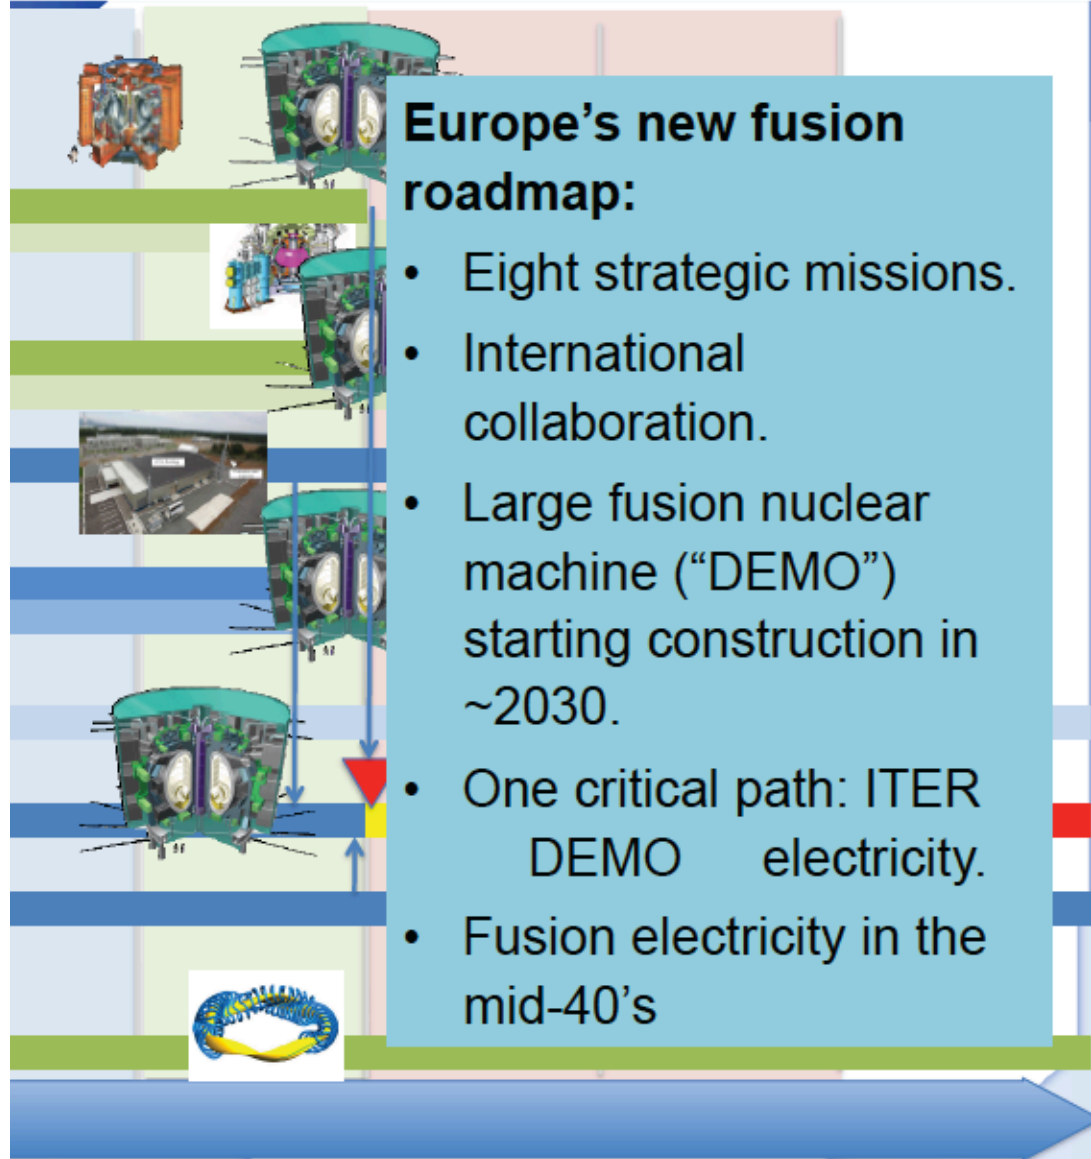 Europe’s new fusion
roadmap:
• Eight strategic missions.
• International
collaboration.
• Large fusion nuclear
machine (“DEMO”)
starting construction in
~2030.
• One critical path: ITER
DEMO electricity.
• Fusion electricity in the
mid-40’s